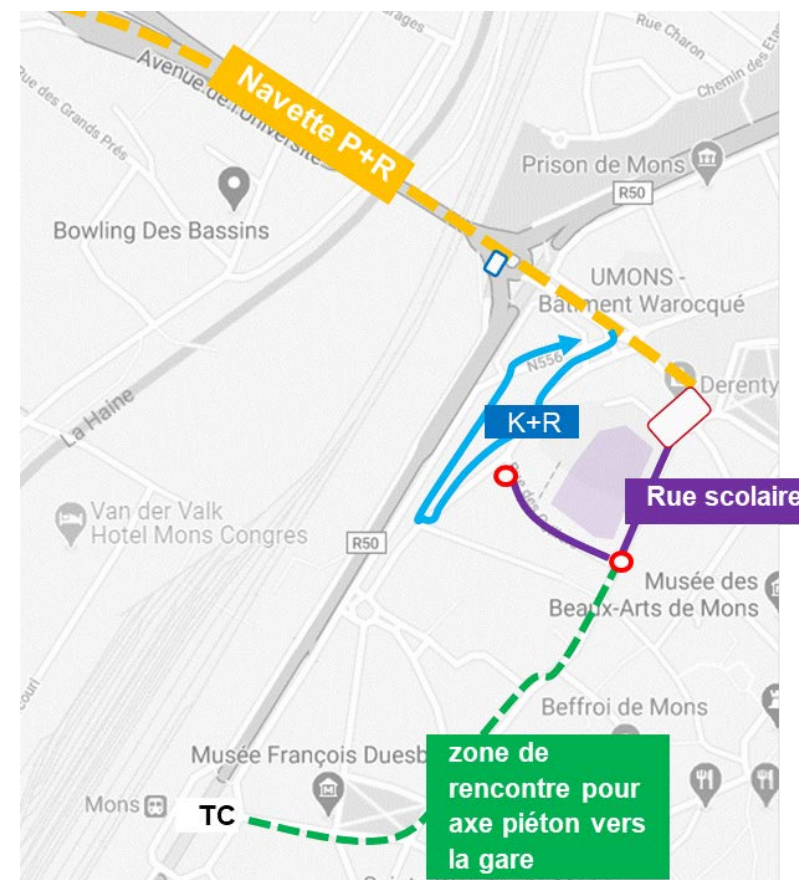 Rue Charon
Chemin des Eta
Avenue de l'Université
Rue des Grands Prés
Navette P+R
Prison de Mons
R50
Bowling Des Bassins
UMONS -
Batiment Warocqué
N556
Derenty
La Haine
K+R
Rue scolaire
Van der Valk
Hotel Mons Congres
R50
Musée des
Beaux-Arts de Mons
Beffroi de Mons
Musée François Duesb
zone de
rencontre pour
axe piéton vers
la gare
Mons
TC